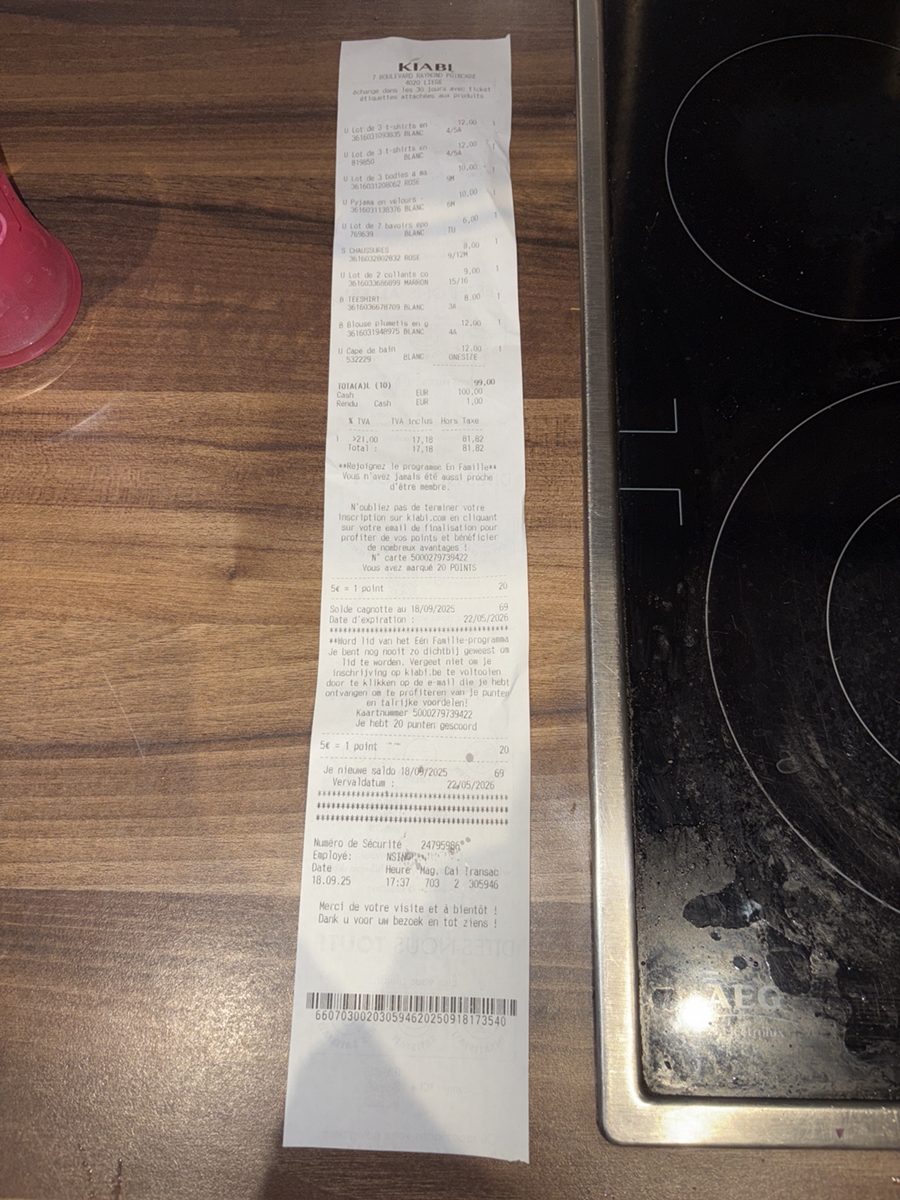 KIABI
7 BOULEVARD RAYMOND POINCARE
4020 LIEGE
échange dans les 30 jours avec ticket
étiquettes attachées aux produits
U Lot de 3 t-shirts en 12,00 1
3616031093835 BLANC 4/5A
U Lot de 3 t-shirts en 12,00 1
819850 BLANC 4/5A
U Lot de 3 bodies à ma 10,00 1
3616031208062 ROSE 9M
U Pyjama en velours - 10,00 1
3616031138376 BLANC 6M
U Lot de 7 bavoirs épo 6,00 1
769639 BLANC TU
S CHAUSSURES 8,00 1
3616032802832 ROSE 9/12M
U Lot de 2 collants co 9,00 1
3616033666099 MARRON 15/16
B TEESHIRT 8,00 1
3616036678709 BLANC 3A
B Blouse plumetis en g 12,00 1
3616031948975 BLANC 4A
U Cape de bain 12,00 1
532229 BLANC ONESIZE
TOTA(A)L (10) 99,00
Cash EUR 100,00
Rendu Cash EUR 1,00
% TVA TVA inclus Hors Taxe
1 >21,00 17,18 81,82
Total : 17,18 81,82
**Rejoignez le programme En Famille**
Vous n'avez jamais été aussi proche
d'être membre.
N'oubliez pas de terminer votre
inscription sur kiabi.com en cliquant
sur votre email de finalisation pour
profiter de vos points et bénéficier
de nombreux avantages !
N° carte 5000279739422
Vous avez marqué 20 POINTS
5€ = 1 point 20
Solde cagnotte au 18/09/2025 69
Date d'expiration : 22/05/2026
**************************************
**Word lid van het Eén Familie-programma
Je bent nog nooit zo dichtbij geweest om
lid te worden. Vergeet niet om je
inschrijving op kiabi.be te voltooien
door te klikken op de e-mail die je hebt
ontvangen om te profiteren van je punten
en talrijke voordelen!
Kaartnummer 5000279739422
Je hebt 20 punten gescoord
5€ = 1 point 20
Je nieuwe saldo 18/09/2025 69
Vervaldatum : 22/05/2026
**************************************
**************************************
**************************************
Numéro de Sécurité 24795986
Employé: NSIN
Date Heure Mag. Cai Transac
18.09.25 17:37 703 2 305946
Merci de votre visite et à bientôt !
Dank u voor uw bezoek en tot ziens !
66070300203059462025091817​3540
AEG